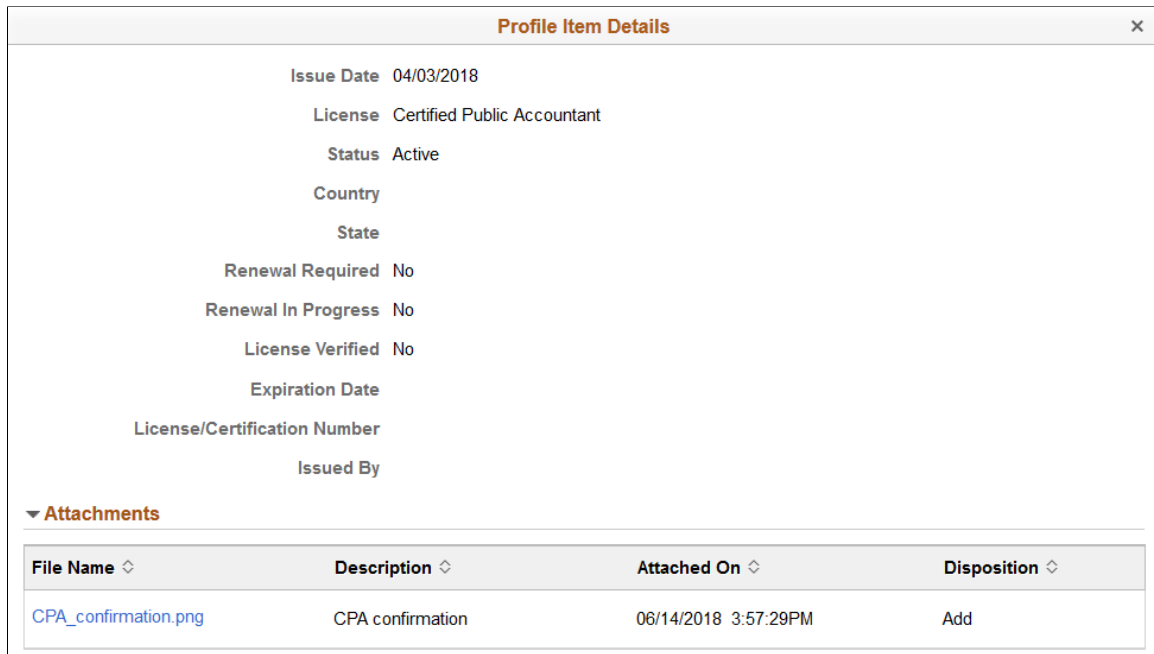 Profile Item Details ×
Issue Date 04/03/2018
License Certified Public Accountant
Status Active
Country
State
Renewal Required No
Renewal In Progress No
License Verified No
Expiration Date
License/Certification Number
Issued By
Attachments
File Name Description Attached On Disposition
CPA_confirmation.png CPA confirmation 06/14/2018 3:57:29PM Add